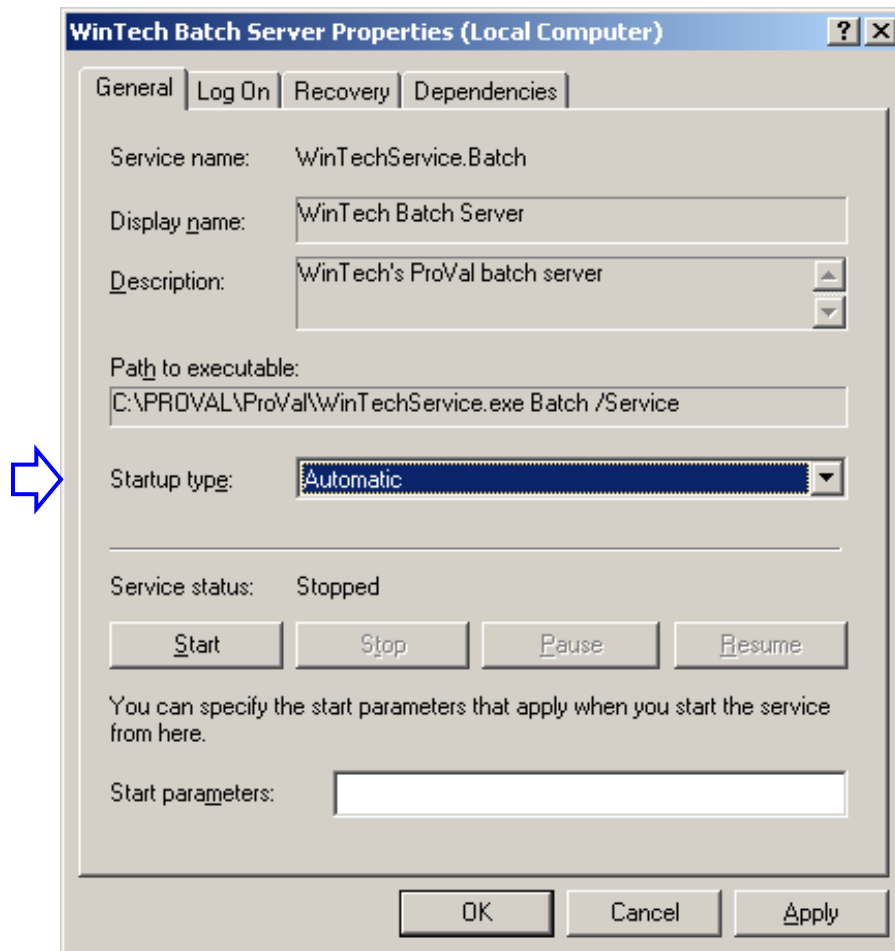 WinTech Batch Server Properties (Local Computer)
General Log On Recovery Dependencies
Service name: WinTechService.Batch
Display name: WinTech Batch Server
Description: WinTech's ProVal batch server
Path to executable:
C:\PROVAL\ProVal\WinTechService.exe Batch /Service
Startup type: Automatic
Service status: Stopped
Start Stop Pause Resume
You can specify the start parameters that apply when you start the service
from here.
Start parameters:
OK Cancel Apply